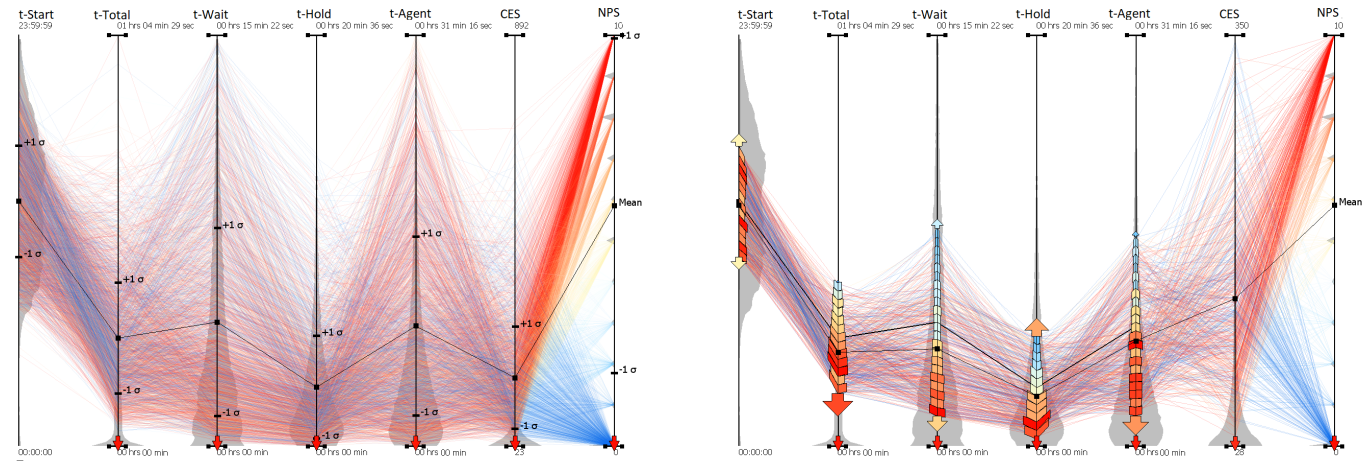 t-Start t-Total t-Wait t-Hold t-Agent CES NPS
23:59:59 01 hrs 04 min 29 sec 00 hrs 15 min 22 sec 00 hrs 20 min 36 sec 00 hrs 31 min 16 sec 892 10
+1 σ
+1 σ
Mean
+1 σ
+1 σ
-1 σ
+1 σ
+1 σ
+1 σ
-1 σ
-1 σ
-1 σ
-1 σ
-1 σ
-1 σ
00:00:00 00 hrs 00 min 00 hrs 00 min 00 hrs 00 min 00 hrs 00 min 23 0
t-Start t-Total t-Wait t-Hold t-Agent CES NPS
23:59:59 01 hrs 04 min 29 sec 00 hrs 15 min 22 sec 00 hrs 20 min 36 sec 00 hrs 31 min 16 sec 350 10
Mean
00:00:00 00 hrs 00 min 00 hrs 00 min 00 hrs 00 min 00 hrs 00 min 28 0